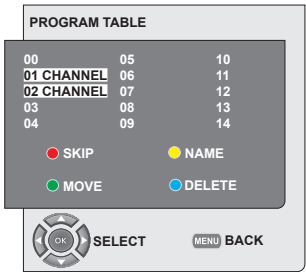 PROGRAM TABLE
00 05 10
01 CHANNEL 06 11
02 CHANNEL 07 12
03 08 13
04 09 14
SKIP NAME
MOVE DELETE
OK SELECT MENU BACK